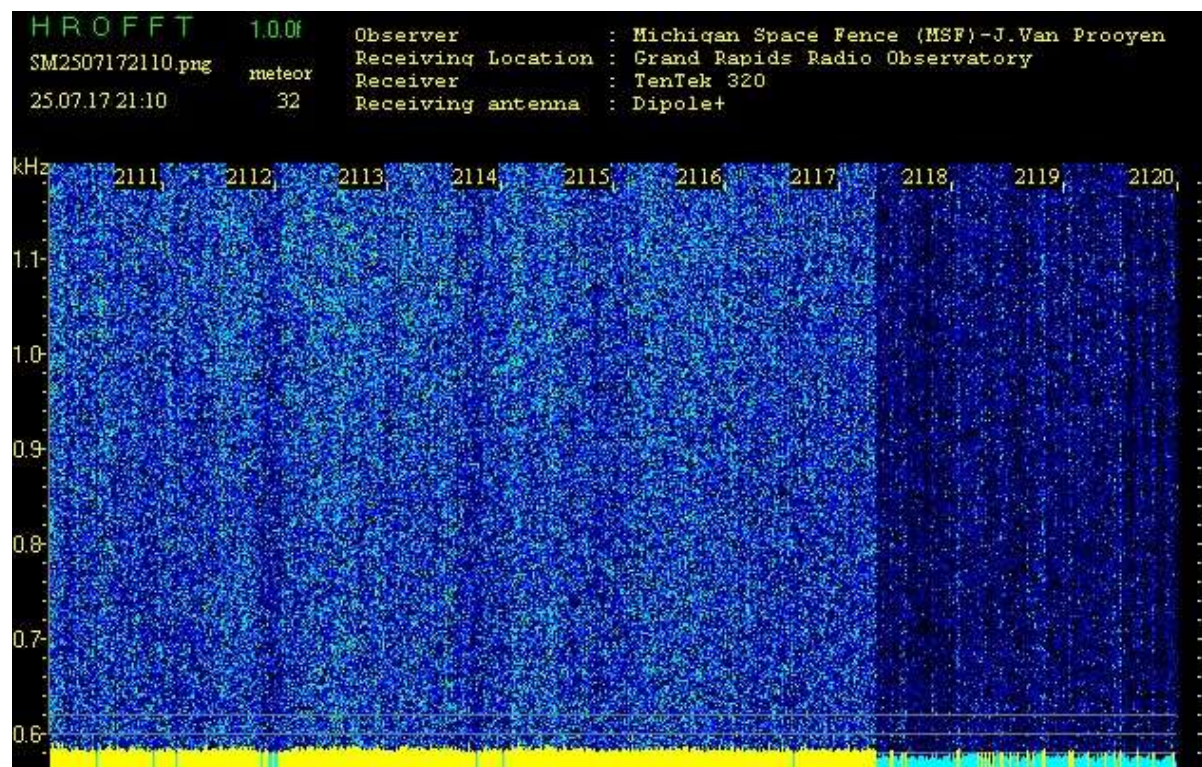 H R O F F T 1.0.0f
SM2507172110.png meteor
25.07.17 21:10 32
Observer : Michigan Space Fence (MSF)-J.Van Prooyen
Receiving Location : Grand Rapids Radio Observatory
Receiver : TenTek 320
Receiving antenna : Dipole+
kHz 2111 2112 2113 2114 2115 2116 2117 2118 2119 2120
1.1
1.0
0.9
0.8
0.7
0.6